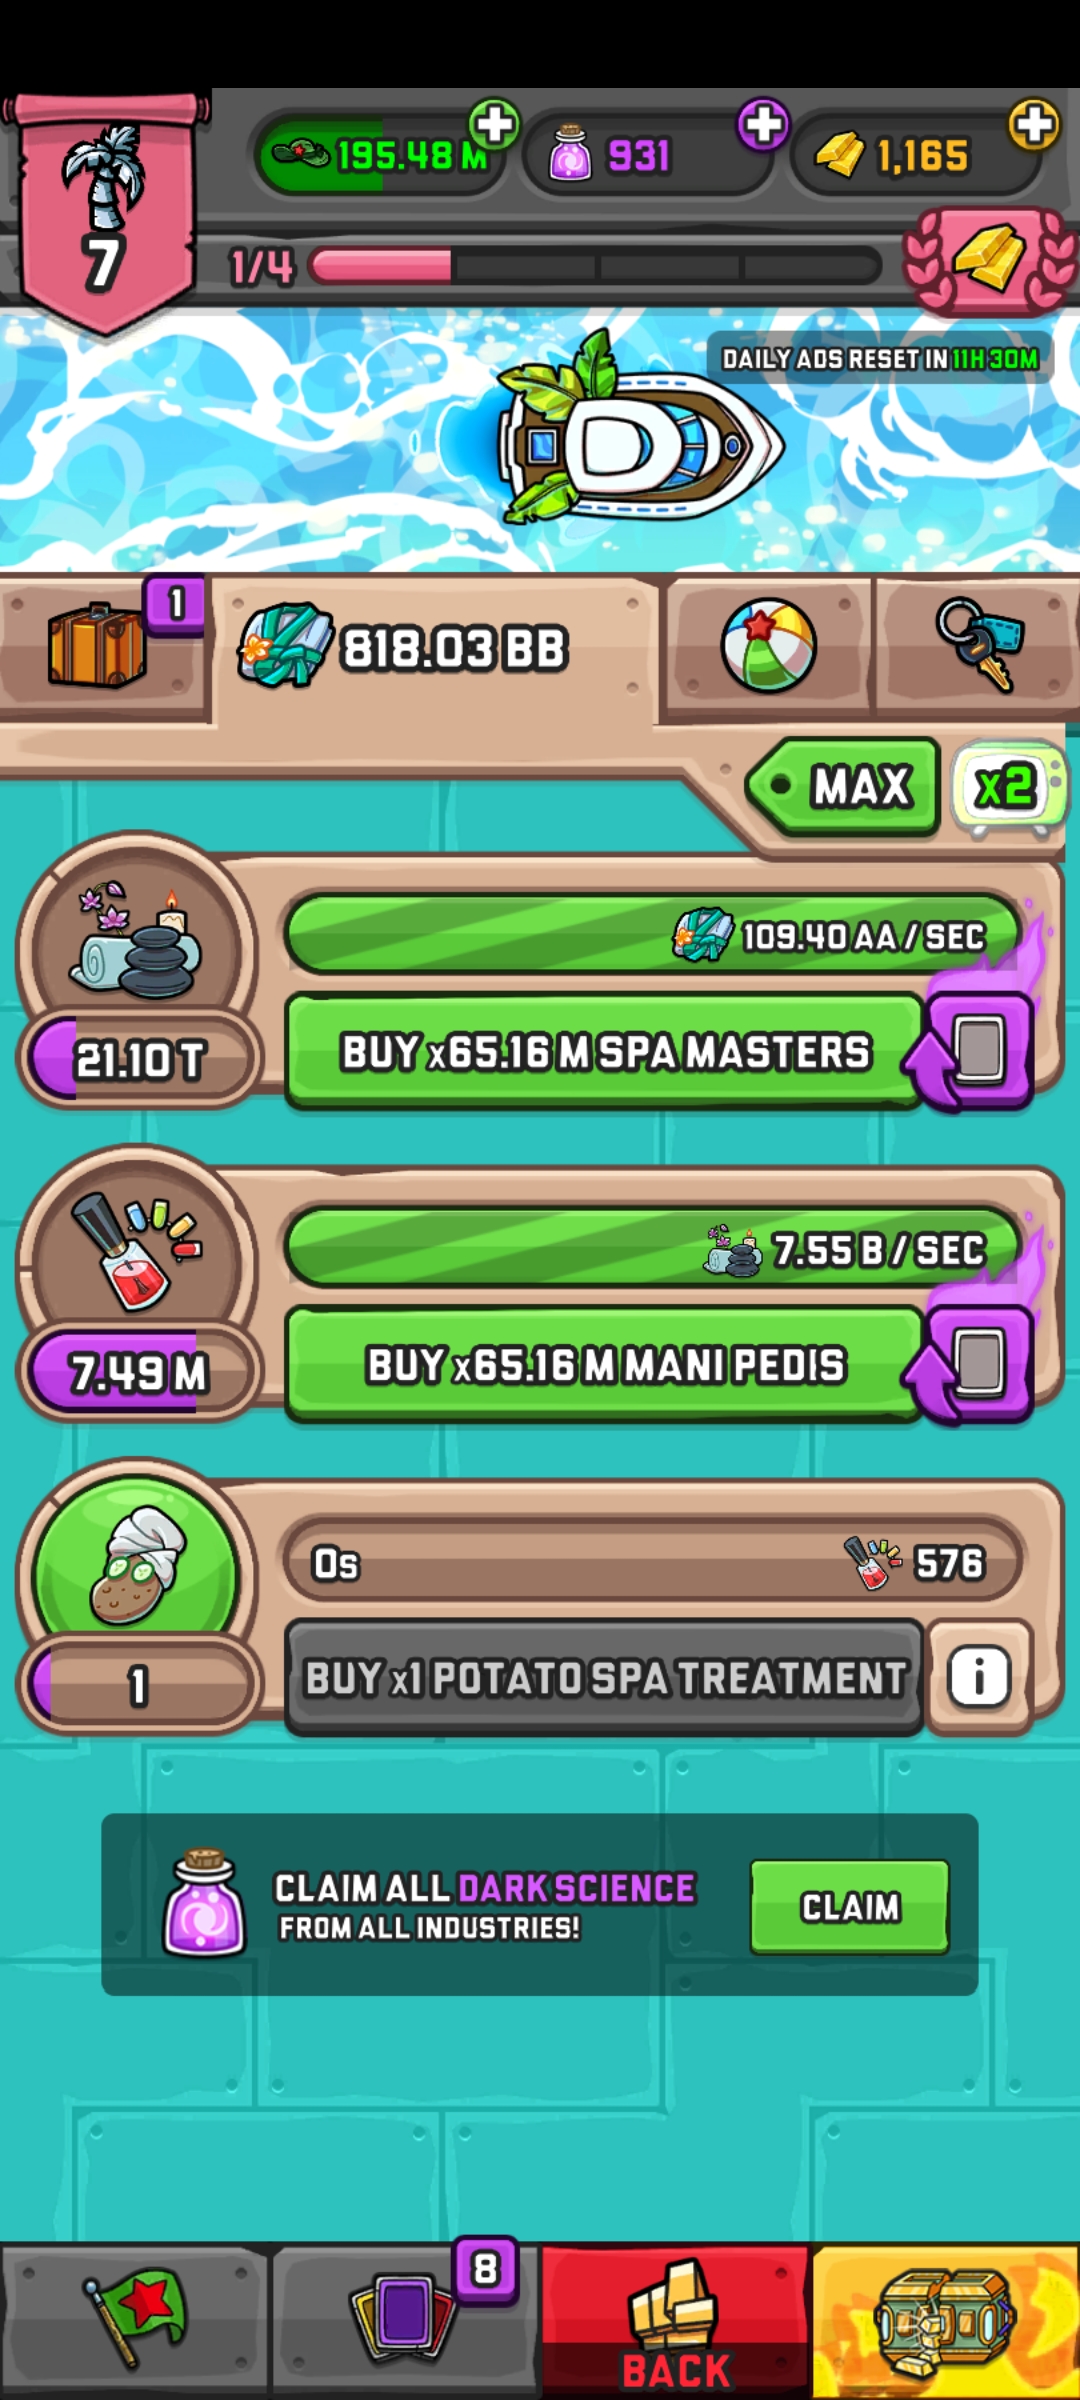 195.48 M
931
1,165
7
1/4
DAILY ADS RESET IN 11H 30M
1
818.03 BB
MAX
x2
109.40 AA / SEC
21.10 T
BUY x65.16 M SPA MASTERS
7.55 B / SEC
7.49 M
BUY x65.16 M MANI PEDIS
0s
576
1
BUY x1 POTATO SPA TREATMENT
i
CLAIM ALL DARK SCIENCE
FROM ALL INDUSTRIES!
CLAIM
8
BACK